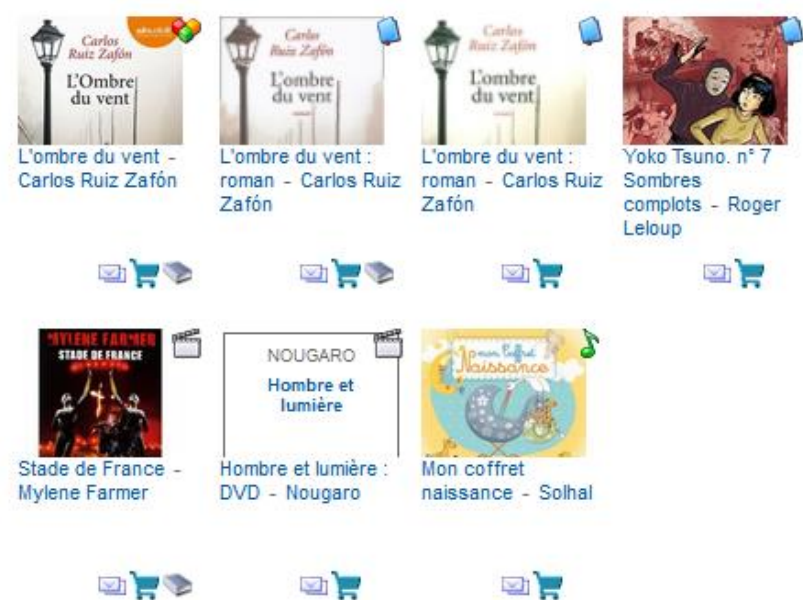 Carlos
Ruiz Zafón
L'Ombre
du vent
Carlos
Ruiz Zafón
L'ombre
du vent
Carlos
Ruiz Zafón
L'ombre
du vent
L'ombre du vent -
Carlos Ruiz Zafón
L'ombre du vent :
roman - Carlos Ruiz
Zafón
L'ombre du vent :
roman - Carlos Ruiz
Zafón
Yoko Tsuno. n° 7
Sombres
complots - Roger
Leloup
MYLENE FARMER
STADE DE FRANCE
NOUGARO
Hombre et
lumière
mon Coffret
Naissance
Stade de France -
Mylene Farmer
Hombre et lumière :
DVD - Nougaro
Mon coffret
naissance - Solhal